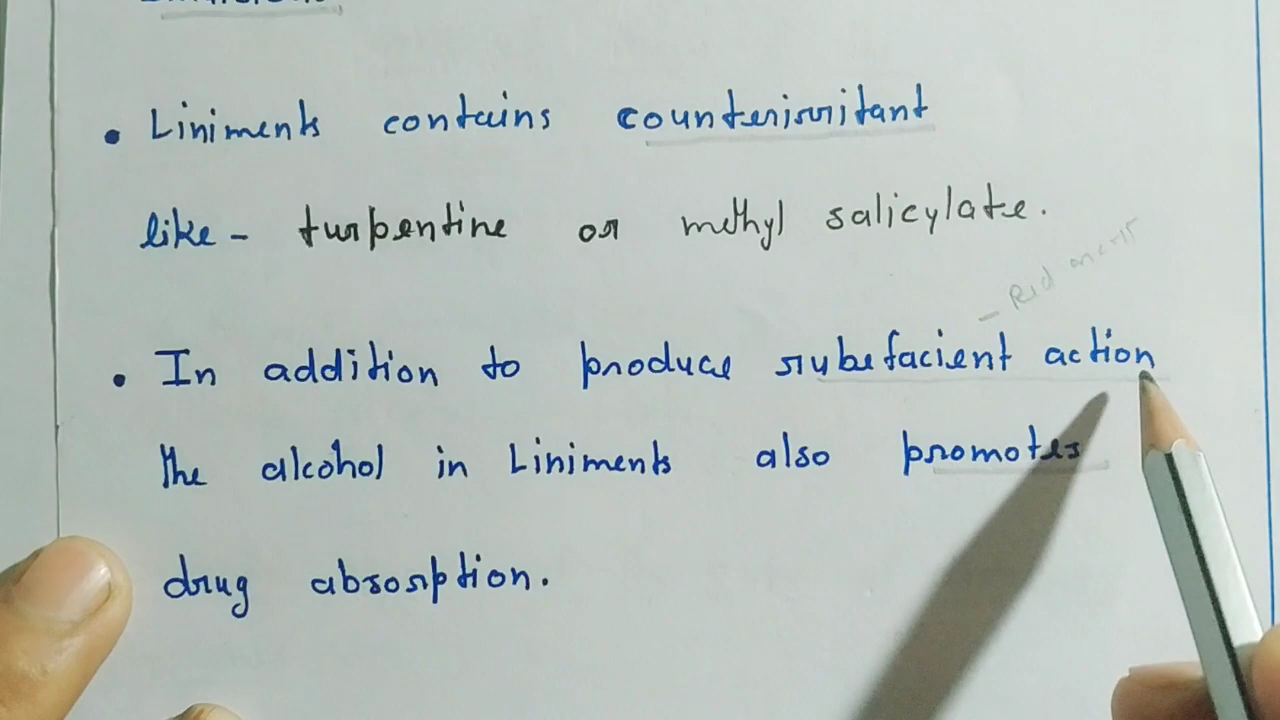 • Liniments contains counterirritant
like - turpentine or methyl salicylate.
- Red
• In addition to produce rubefacient action
the alcohol in Liniments also promotes
drug absorption.